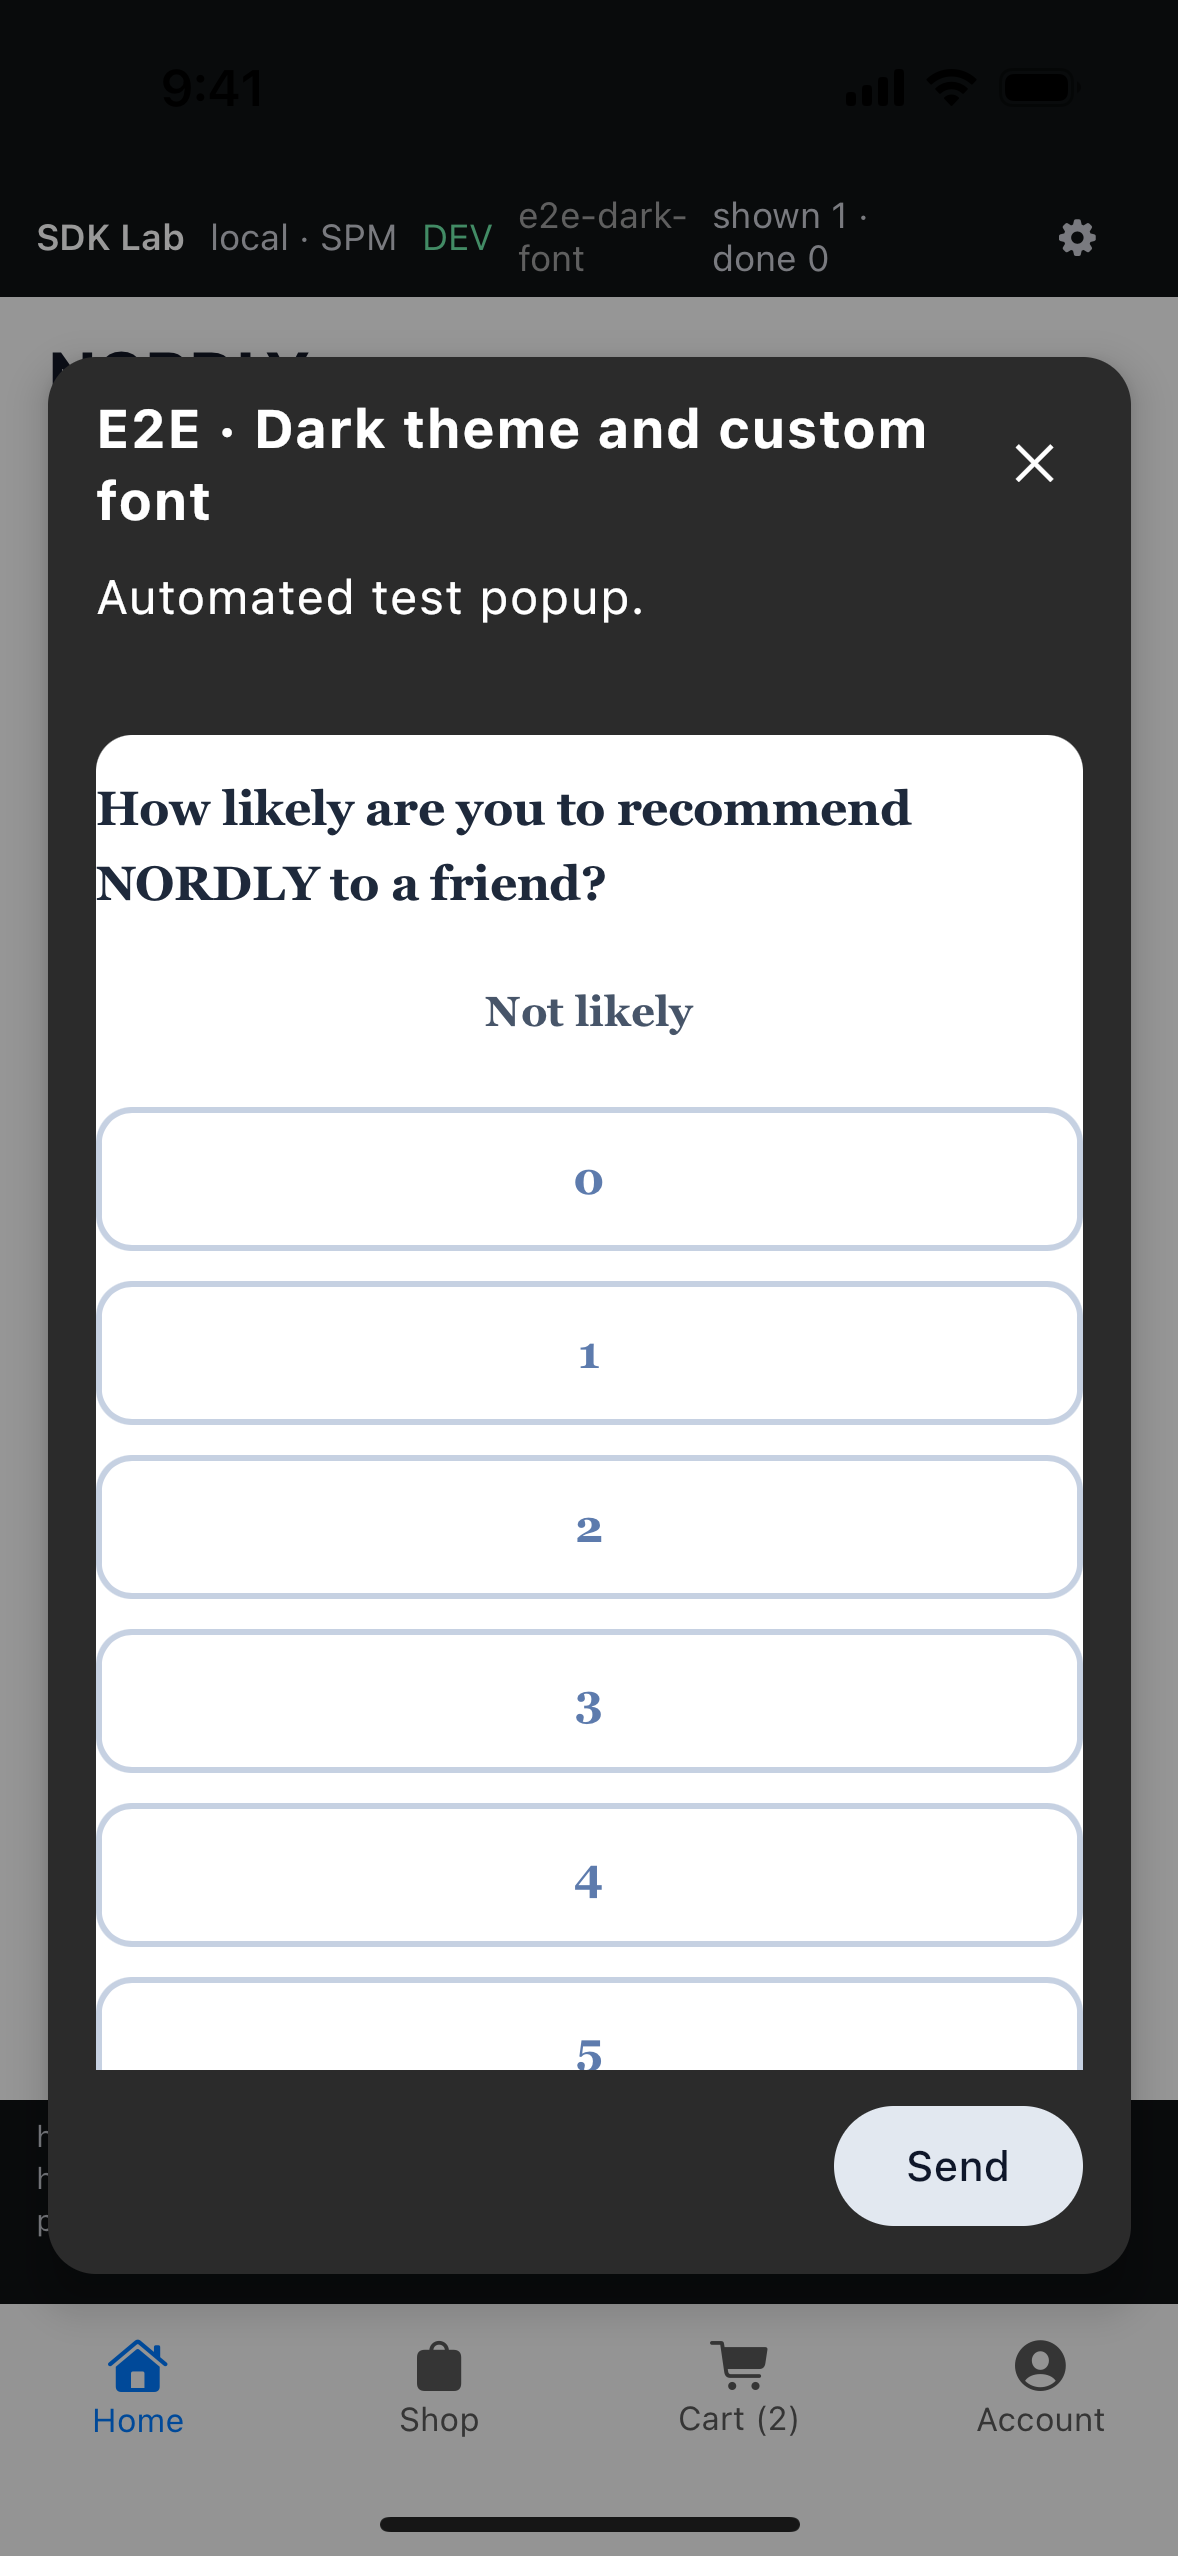 9:41
SDK Lab local · SPM DEV e2e-dark-font shown 1 · done 0
E2E · Dark theme and custom
font
Automated test popup.
How likely are you to recommend
NORDLY to a friend?
Not likely
0
1
2
3
4
5
Send
Home Shop Cart (2) Account